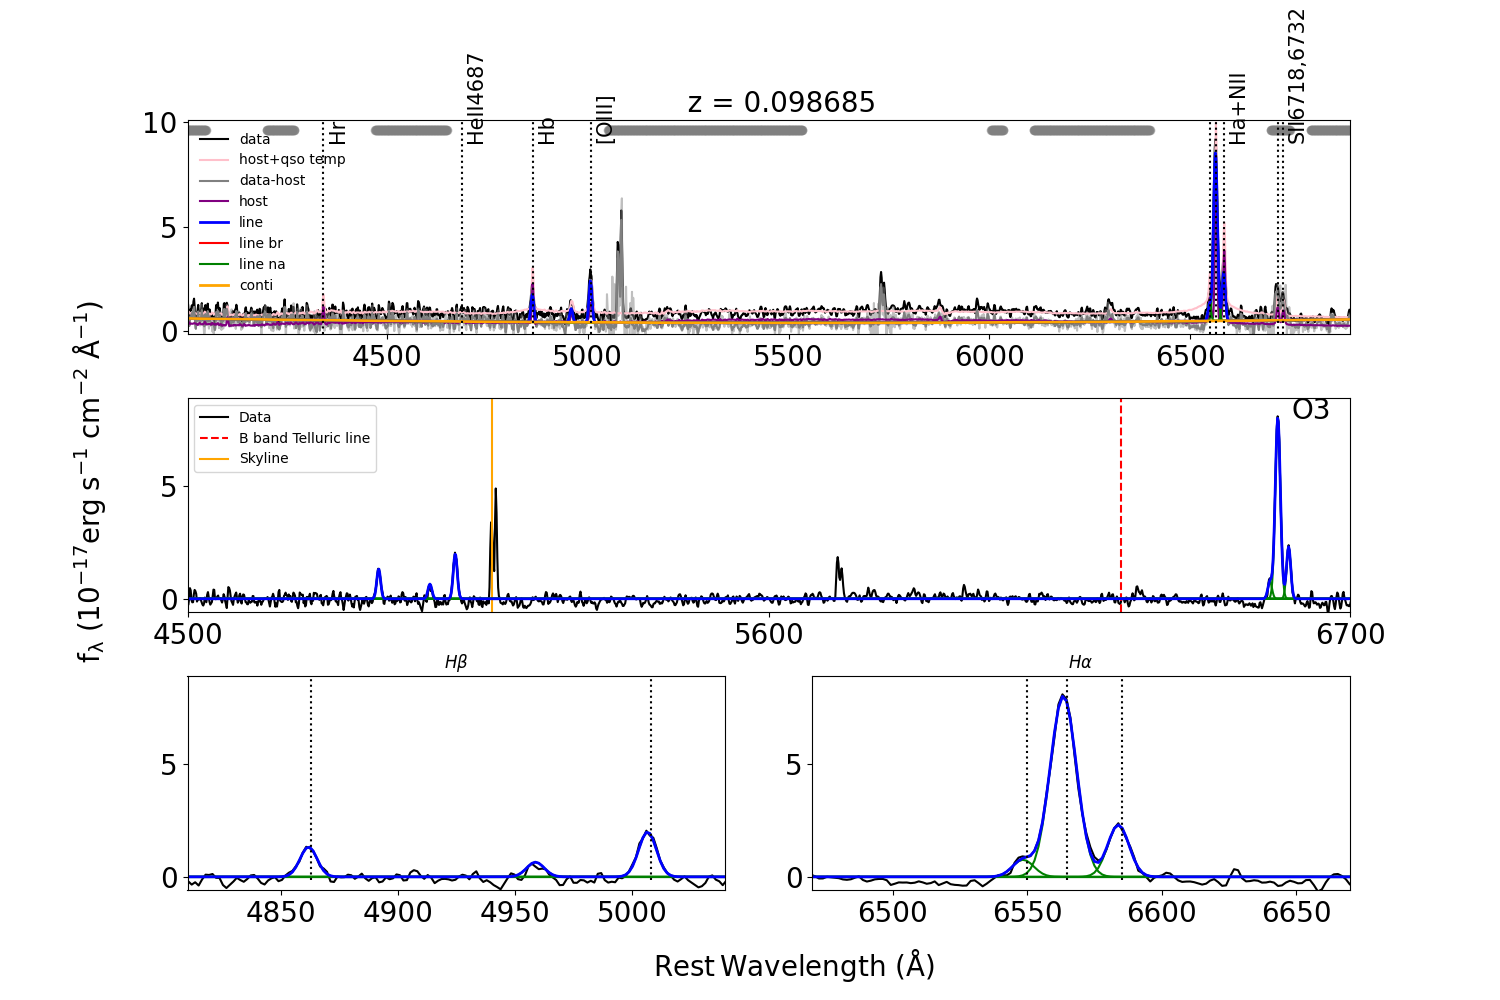 z = 0.098685
Hr
HeII4687
Hb
[OIII]
Ha+NII
SII6718,6732
10
5
0
data
host+qso temp
data-host
host
line
line br
line na
conti
4500
5000
5500
6000
6500
fλ (10⁻¹⁷erg s⁻¹ cm⁻² Å⁻¹)
Data
B band Telluric line
Skyline
O3
5
0
4500
5600
6700
Hβ
5
0
4850
4900
4950
5000
Hα
5
0
6500
6550
6600
6650
Rest Wavelength (Å)